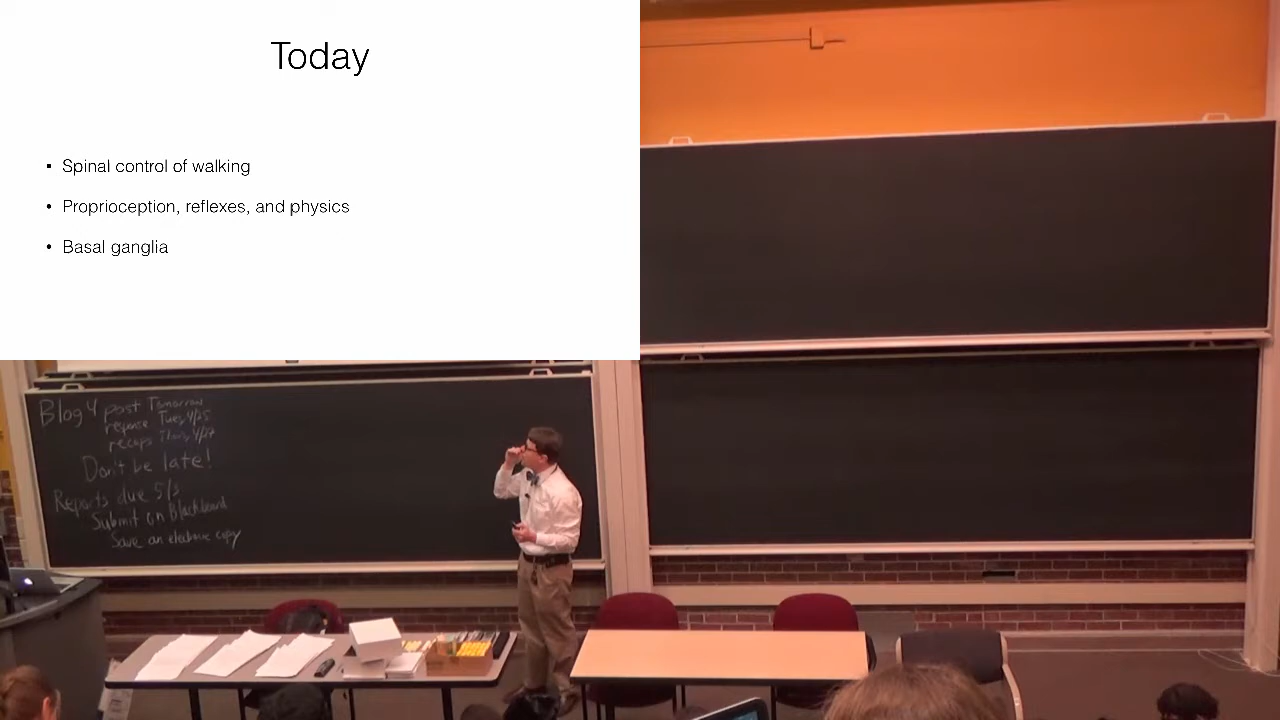 Today
▪ Spinal control of walking
• Proprioception, reflexes, and physics
• Basal ganglia
Blog 4 post Tomorrow
response Tues, 4/25
recaps Thurs, 4/27
Don't be late!
Reports due 5/3
Submit on Blackboard
Save an electronic copy